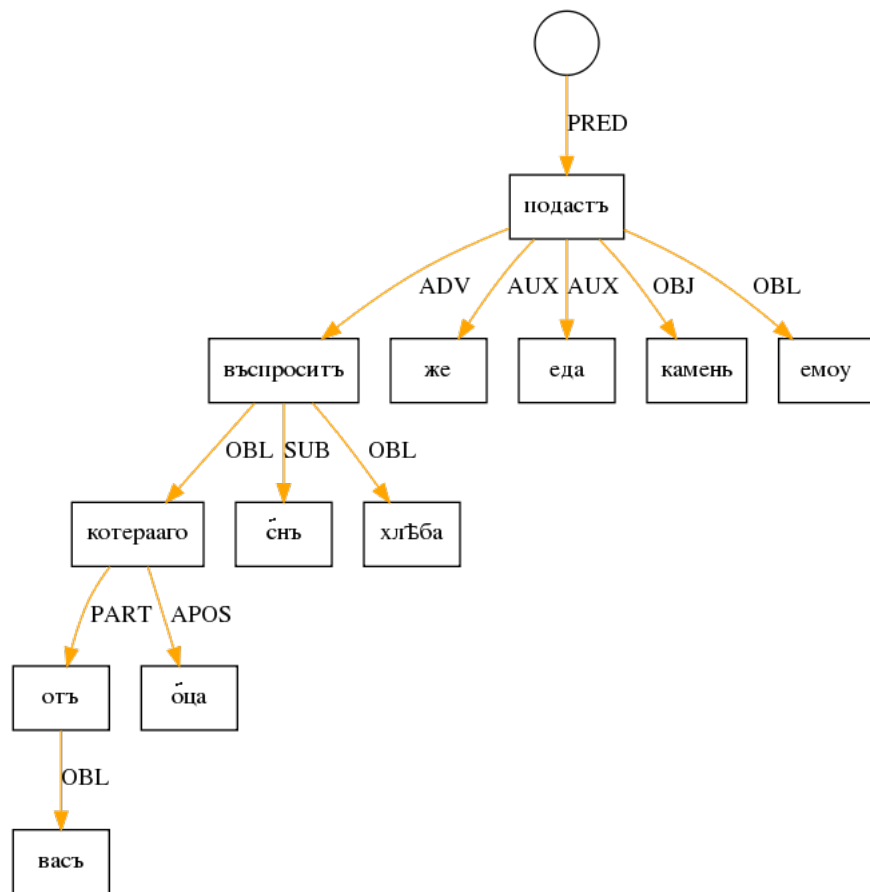 PRED
подастъ
ADV AUX AUX OBJ OBL
въспроситъ же еда камень емоу
OBL SUB OBL
котерааго с҃нъ хлѣба
PART APOS
отъ о҃ца
OBL
васъ